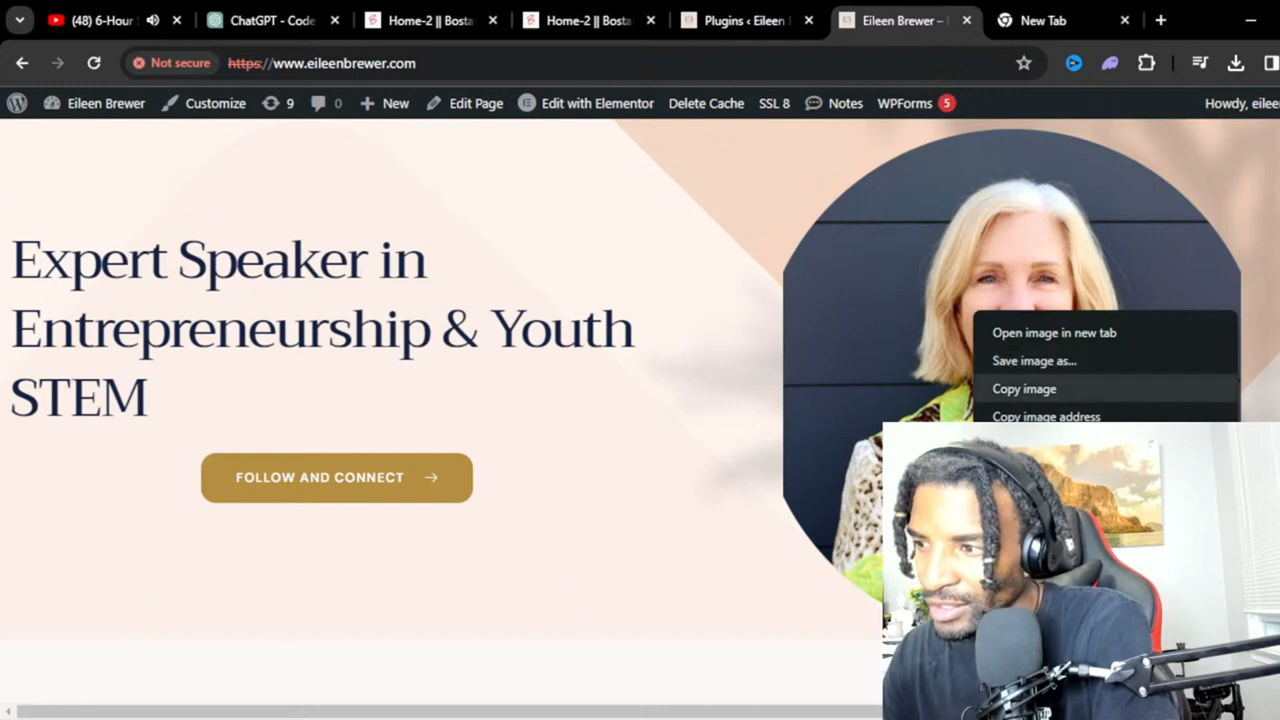 (48) 6-Hour
ChatGPT - Code
Home-2 || Bosta
Home-2 || Bosta
Plugins ‹ Eileen
Eileen Brewer –
New Tab
Not secure
https://www.eileenbrewer.com
Eileen Brewer
Customize
9
0
New
Edit Page
Edit with Elementor
Delete Cache
SSL 8
Notes
WPForms 5
Howdy, eilee
Expert Speaker in
Entrepreneurship & Youth
STEM
FOLLOW AND CONNECT
Open image in new tab
Save image as...
Copy image
Copy image address